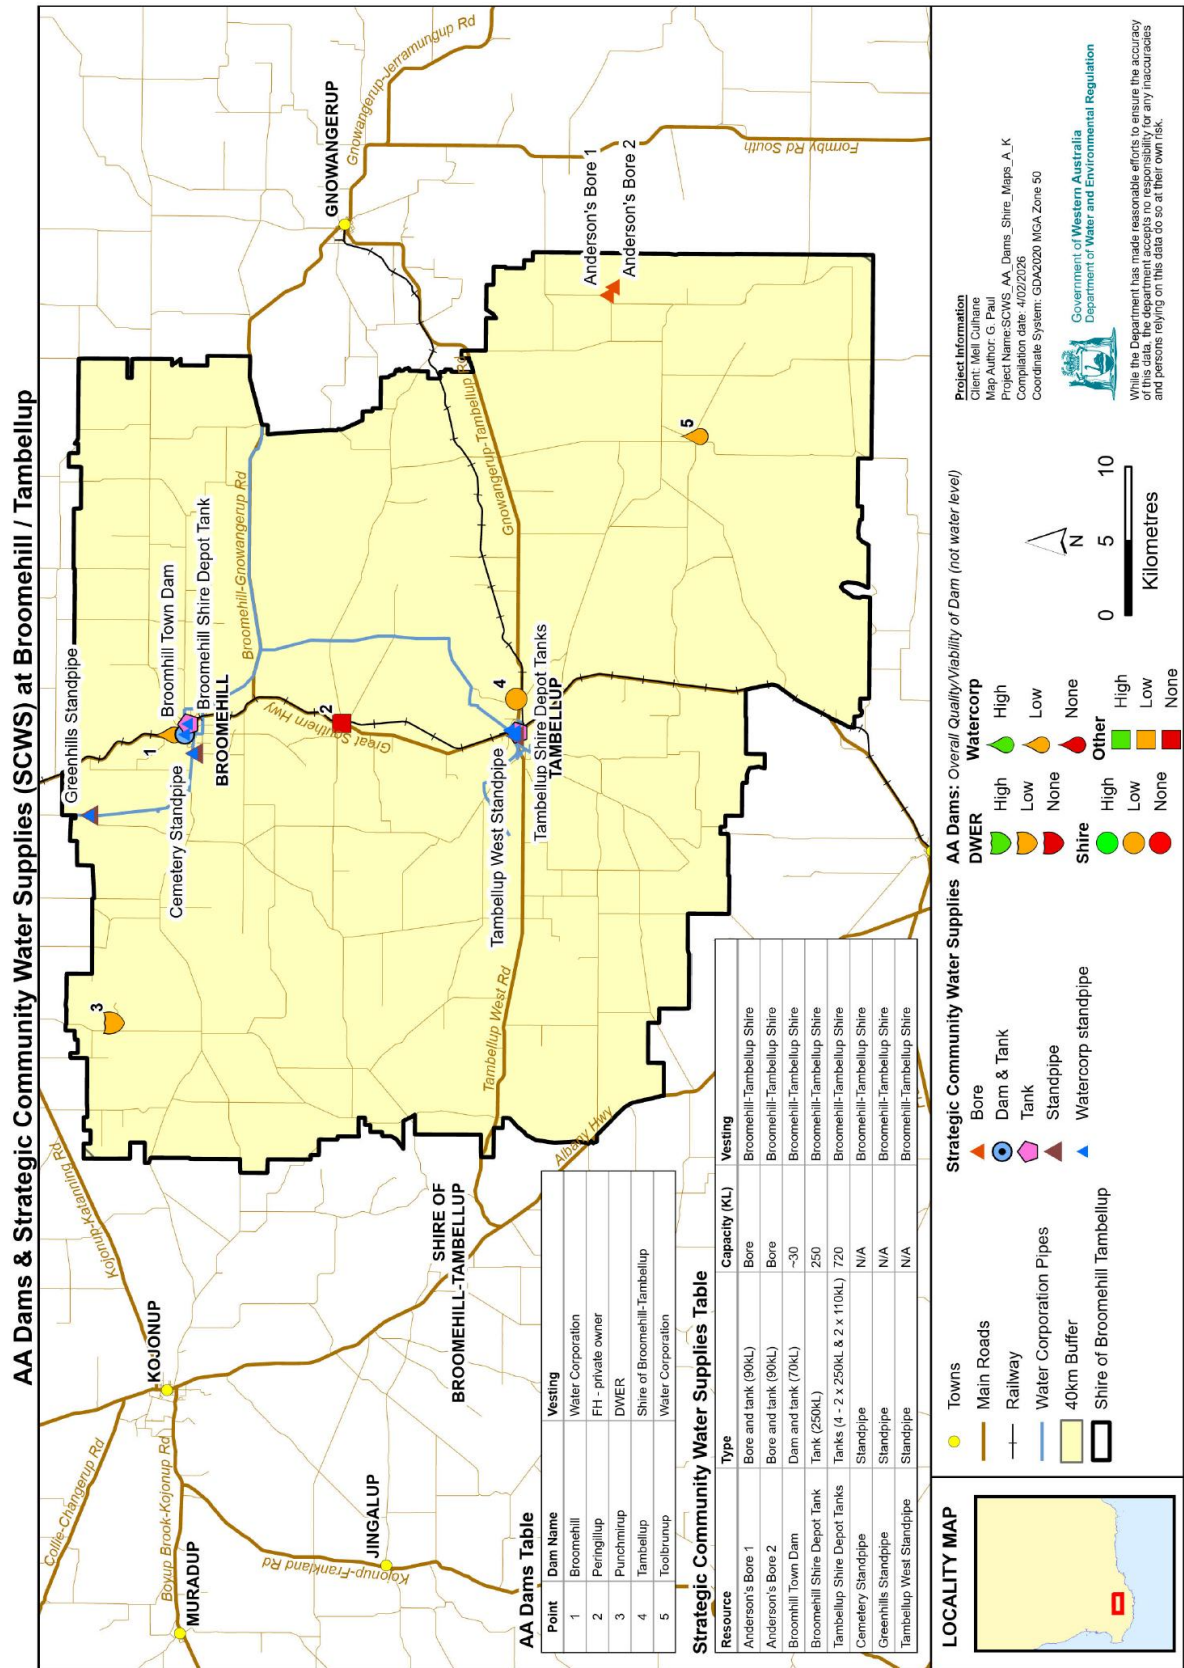 AA Dams & Strategic Community Water Supplies (SCWS) at Broomehill / Tambellup
Collie-Changerup Rd
Boyup Brook-Kojonup Rd
MURADUP
KOJONUP
Kojonup-Katanning Rd
JINGALUP
Kojonup-Frankland Rd
SHIRE OF
BROOMEHILL-TAMBELLUP
Albany Hwy
Tambellup West Rd
3
Greenhills Standpipe
Cemetery Standpipe
1
Broomhill Town Dam
Broomehill Shire Depot Tank
BROOMEHILL
Broomehill-Gnowangerup Rd
2
Great Southern Hwy
Tambellup West Standpipe
4
Tambellup Shire Depot Tanks
TAMBELLUP
Gnowangerup-Tambellup Rd
GNOWANGERUP
Gnowangerup-Jerramungup Rd
Formby Rd South
Anderson's Bore 1
Anderson's Bore 2
5
AA Dams Table
Point Dam Name Vesting
1 Broomehill Water Corporation
2 Peringillup FH - private owner
3 Punchmirup DWER
4 Tambellup Shire of Broomehill-Tambellup
5 Toolbrunup Water Corporation
Strategic Community Water Supplies Table
Resource Type Capacity (KL) Vesting
Anderson's Bore 1 Bore and tank (90kL) Bore Broomehill-Tambellup Shire
Anderson's Bore 2 Bore and tank (90kL) Bore Broomehill-Tambellup Shire
Broomhill Town Dam Dam and tank (70kL) ~30 Broomehill-Tambellup Shire
Broomehill Shire Depot Tank Tank (250kL) 250 Broomehill-Tambellup Shire
Tambellup Shire Depot Tanks Tanks (4 - 2 x 250kL & 2 x 110kL) 720 Broomehill-Tambellup Shire
Cemetery Standpipe Standpipe N/A Broomehill-Tambellup Shire
Greenhills Standpipe Standpipe N/A Broomehill-Tambellup Shire
Tambellup West Standpipe Standpipe N/A Broomehill-Tambellup Shire
LOCALITY MAP
Towns
Main Roads
Railway
Water Corporation Pipes
40km Buffer
Shire of Broomehill Tambellup
Strategic Community Water Supplies
Bore
Dam & Tank
Tank
Standpipe
Watercorp standpipe
AA Dams: Overall Quality/Viability of Dam (not water level)
DWER
High
Low
None
Shire
High
Low
None
Watercorp
High
Low
None
Other
High
Low
None
N
0 5 10
Kilometres
Project Information
Client: Mell Culhane
Map Author: G. Paul
Project Name:SCWS_AA_Dams_Shire_Maps_A_K
Compilation date: 4/02/2026
Coordinate System: GDA2020 MGA Zone 50
Government of Western Australia
Department of Water and Environmental Regulation
While the Department has made reasonable efforts to ensure the accuracy
of this data, the department accepts no responsibility for any inaccuracies
and persons relying on this data do so at their own risk.